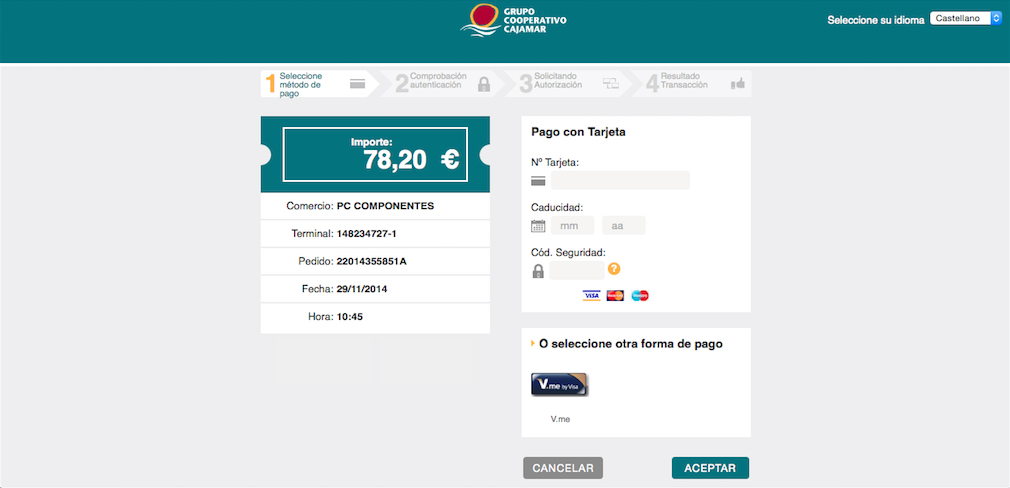 GRUPO
COOPERATIVO
CAJAMAR
Seleccione su idioma Castellano
1 Seleccione
método de
pago
2 Comprobación
autenticación
3 Solicitando
Autorización
4 Resultado
Transacción
Importe:
78,20 €
Comercio: PC COMPONENTES
Terminal: 148234727-1
Pedido: 22014355851A
Fecha: 29/11/2014
Hora: 10:45
Pago con Tarjeta
Nº Tarjeta:
Caducidad:
mm aa
Cód. Seguridad:
?
VISA MasterCard Maestro
O seleccione otra forma de pago
V.me by Visa
V.me
CANCELAR ACEPTAR